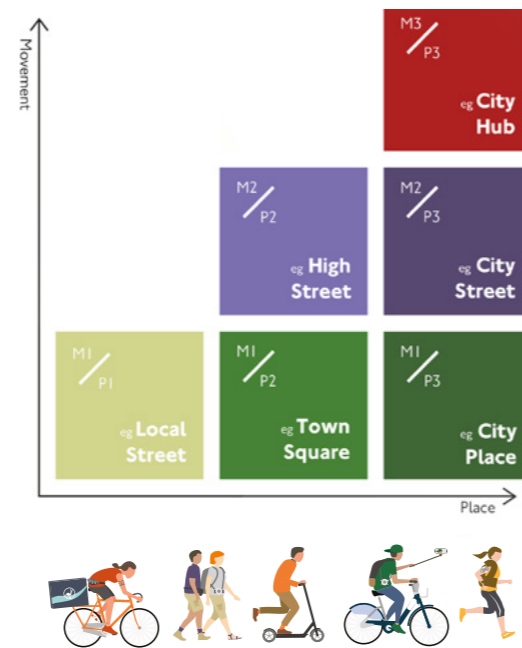 Movement
M3
P3
eg City
Hub
M2
P2
eg High
Street
M2
P3
eg City
Street
M1
P1
eg Local
Street
M1
P2
eg Town
Square
M1
P3
eg City
Place
Place